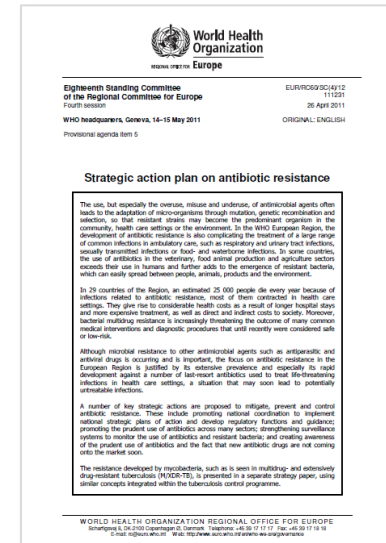 World Health
Organization
REGIONAL OFFICE FOR Europe
Eighteenth Standing Committee
of the Regional Committee for Europe
Fourth session
EUR/RC60/SC(4)/12
111231
26 April 2011
WHO headquarters, Geneva, 14–15 May 2011
ORIGINAL: ENGLISH
Provisional agenda item 5
Strategic action plan on antibiotic resistance
The use, but especially the overuse, misuse and underuse, of antimicrobial agents often
leads to the adaptation of micro-organisms through mutation, genetic recombination and
selection, so that resistant strains may become the predominant organism in the
community, health care settings or the environment. In the WHO European Region, the
development of antibiotic resistance is also complicating the treatment of a large range
of common infections in ambulatory care, such as respiratory and urinary tract infections,
sexually transmitted infections or food- and waterborne infections. In some countries,
the use of antibiotics in the veterinary, food animal production and agriculture sectors
exceeds their use in humans and further adds to the emergence of resistant bacteria,
which can easily spread between people, animals, products and the environment.
In 29 countries of the Region, an estimated 25 000 people die every year because of
infections related to antibiotic resistance, most of them contracted in health care
settings. They give rise to considerable health costs as a result of longer hospital stays
and more expensive treatment, as well as direct and indirect costs to society. Moreover,
bacterial multidrug resistance is increasingly threatening the outcome of many common
medical interventions and diagnostic procedures that until recently were considered safe
or low-risk.
Although microbial resistance to other antimicrobial agents such as antiparasitic and
antiviral drugs is occurring and is important, the focus on antibiotic resistance in the
European Region is justified by its extensive prevalence and especially its rapid
development against a number of last-resort antibiotics used to treat life-threatening
infections in health care settings, a situation that may soon lead to potentially
untreatable infections.
A number of key strategic actions are proposed to mitigate, prevent and control
antibiotic resistance. These include promoting national coordination to implement
national strategic plans of action and develop regulatory functions and guidance;
promoting the prudent use of antibiotics across many sectors; strengthening surveillance
systems to monitor the use of antibiotics and resistant bacteria; and creating awareness
of the prudent use of antibiotics and the fact that new antibiotic drugs are not coming
onto the market soon.
The resistance developed by mycobacteria, such as is seen in multidrug- and extensively
drug-resistant tuberculosis (M/XDR-TB), is presented in a separate strategy paper, using
similar concepts integrated within the tuberculosis control programme.
WORLD HEALTH ORGANIZATION REGIONAL OFFICE FOR EUROPE
Scherfigsvej 8, DK-2100 Copenhagen Ø, Denmark Telephone: +45 39 17 17 17 Fax: +45 39 17 18 18